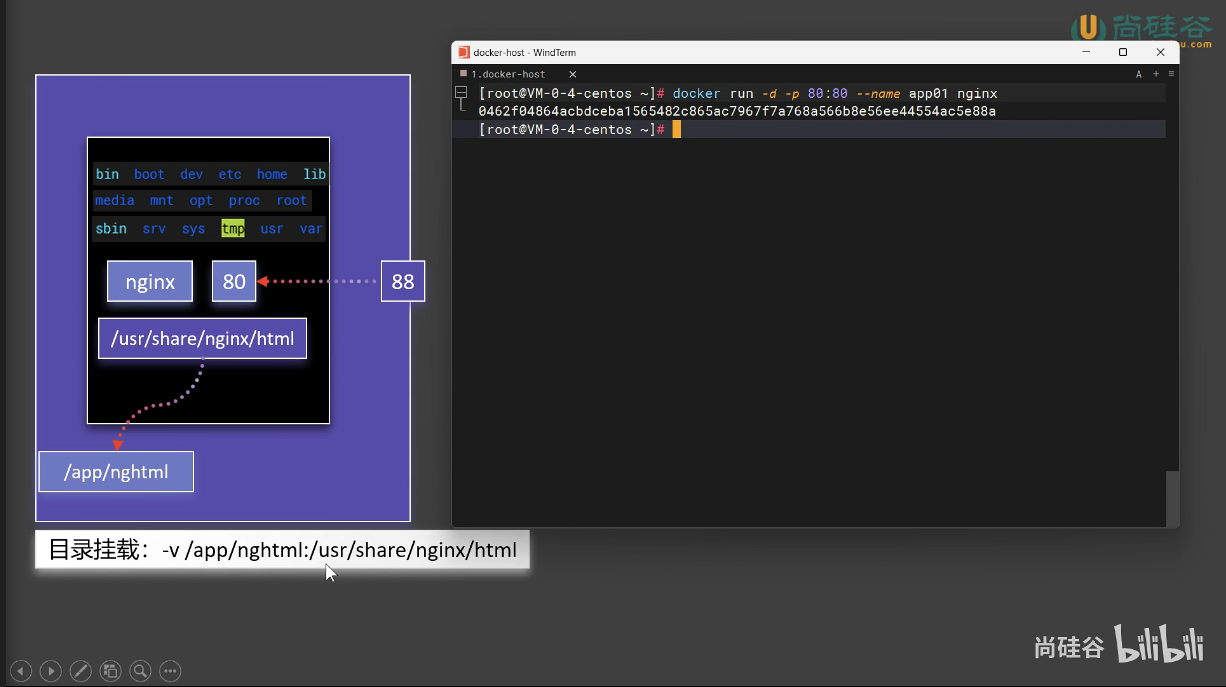 尚硅谷
u.com
docker-host - WindTerm
1.docker-host
A
[root@VM-0-4-centos ~]# docker run -d -p 80:80 --name app01 nginx
0462f04864acbdceba1565482c865ac7967f7a768a566b8e56ee44554ac5e88a
[root@VM-0-4-centos ~]#
bin boot dev etc home lib
media mnt opt proc root
sbin srv sys tmp usr var
nginx 80 88
/usr/share/nginx/html
/app/nghtml
目录挂载：-v /app/nghtml:/usr/share/nginx/html
尚硅谷 bilibili